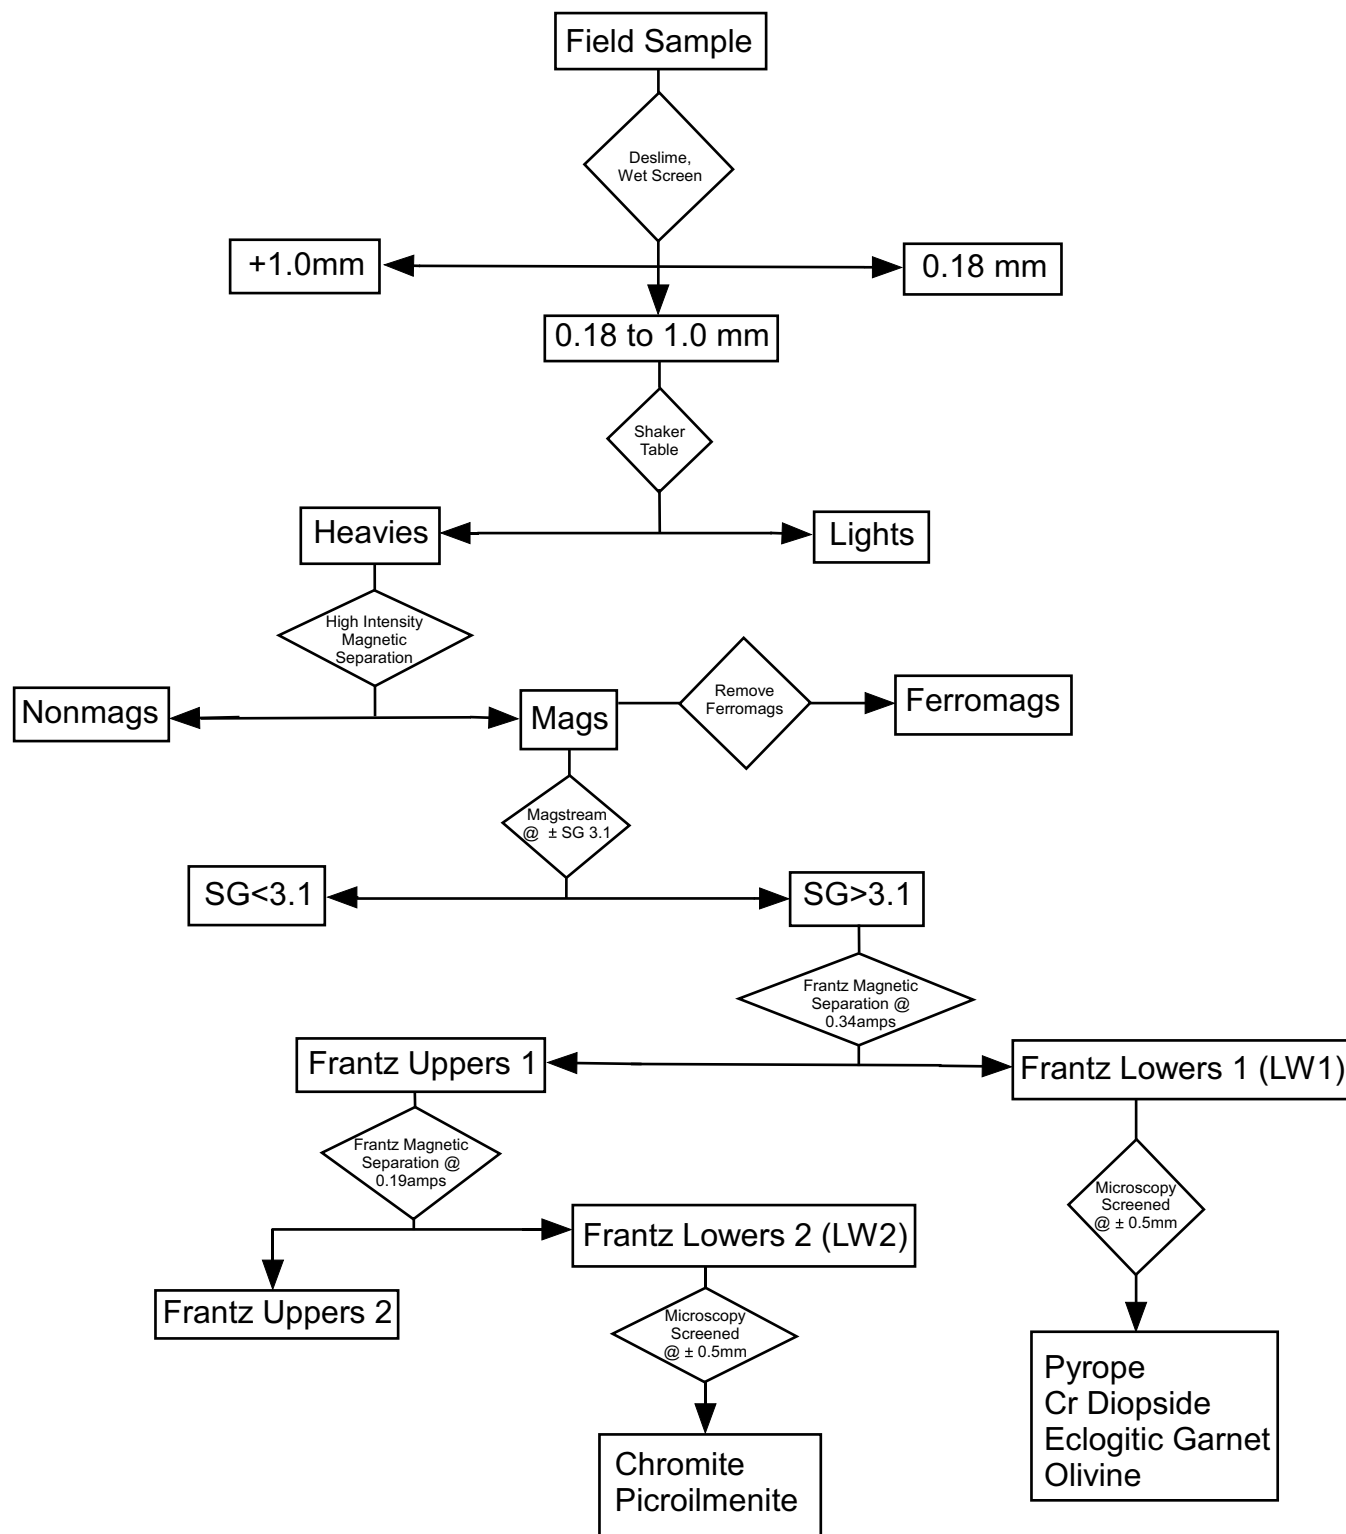 Field Sample
Deslime,
Wet Screen
+1.0mm
0.18 mm
0.18 to 1.0 mm
Shaker
Table
Heavies
Lights
High Intensity
Magnetic
Separation
Nonmags
Mags
Remove
Ferromags
Ferromags
Magstream
@ ± SG 3.1
SG<3.1
SG>3.1
Frantz Magnetic
Separation @
0.34amps
Frantz Uppers 1
Frantz Lowers 1 (LW1)
Frantz Magnetic
Separation @
0.19amps
Microscopy
Screened
@ ± 0.5mm
Frantz Lowers 2 (LW2)
Frantz Uppers 2
Microscopy
Screened
@ ± 0.5mm
Pyrope
Cr Diopside
Eclogitic Garnet
Olivine
Chromite
Picroilmenite